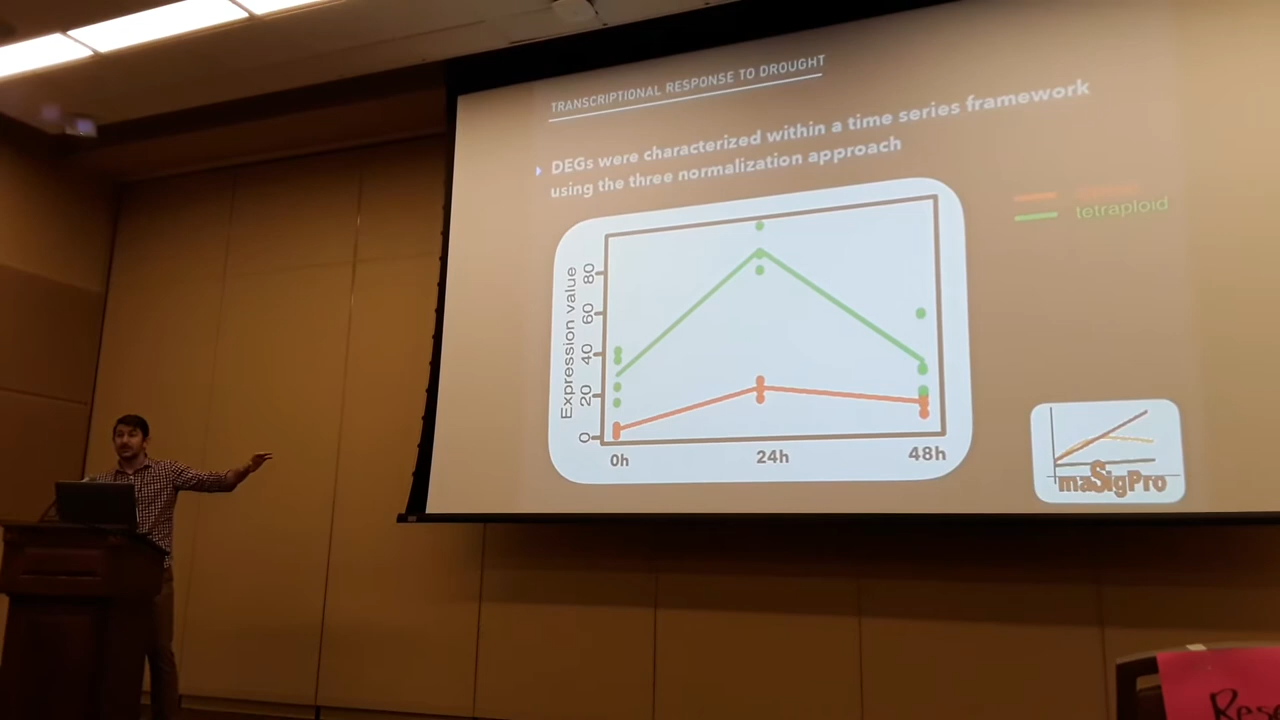 TRANSCRIPTIONAL RESPONSE TO DROUGHT
DEGs were characterized within a time series framework
using the three normalization approach
tetraploid
Expression value
80
60
40
20
0
0h
24h
48h
maSigPro